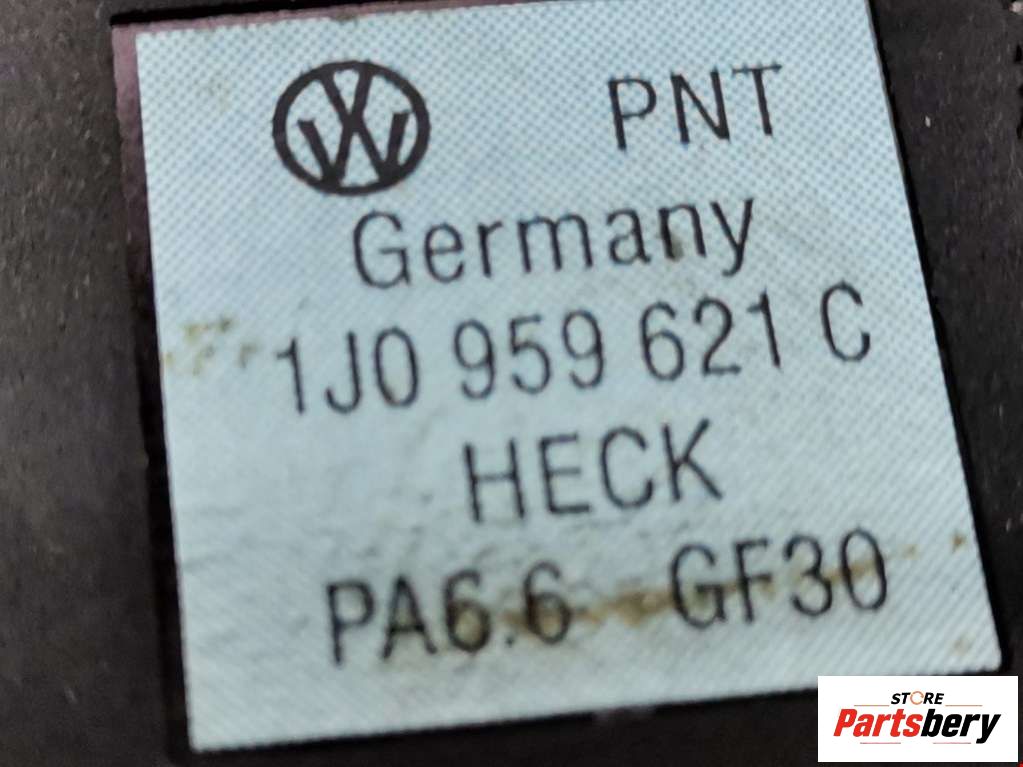 PNT
Germany
1J0 959 621 C
HECK
PA6.6 GF30
STORE
Partsbery